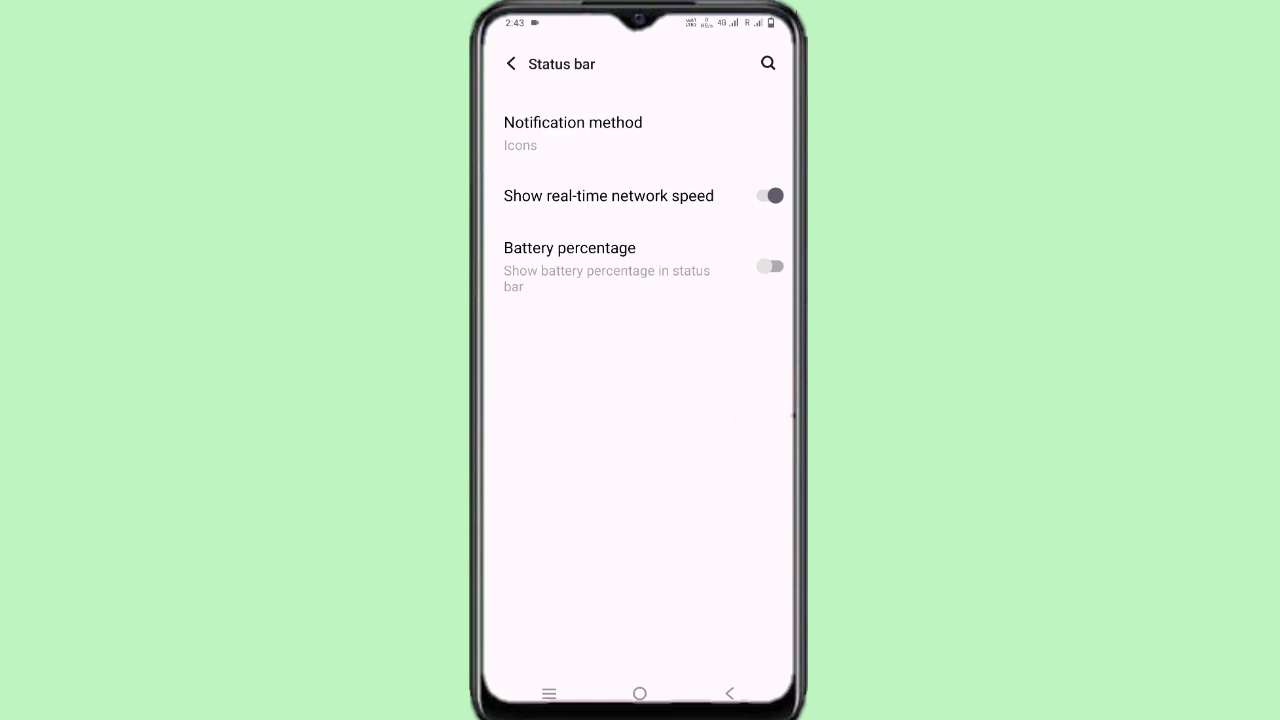 2:43 4G R
Status bar
Notification method
Icons
Show real-time network speed
Battery percentage
Show battery percentage in status
bar